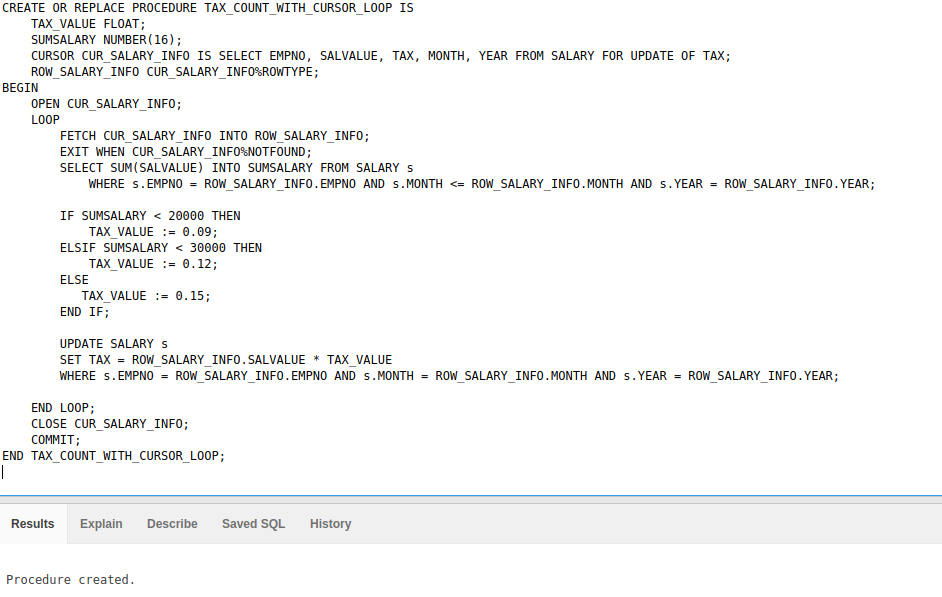 CREATE OR REPLACE PROCEDURE TAX_COUNT_WITH_CURSOR_LOOP IS
    TAX_VALUE FLOAT;
    SUMSALARY NUMBER(16);
    CURSOR CUR_SALARY_INFO IS SELECT EMPNO, SALVALUE, TAX, MONTH, YEAR FROM SALARY FOR UPDATE OF TAX;
    ROW_SALARY_INFO CUR_SALARY_INFO%ROWTYPE;
BEGIN
    OPEN CUR_SALARY_INFO;
    LOOP
        FETCH CUR_SALARY_INFO INTO ROW_SALARY_INFO;
        EXIT WHEN CUR_SALARY_INFO%NOTFOUND;
        SELECT SUM(SALVALUE) INTO SUMSALARY FROM SALARY s
            WHERE s.EMPNO = ROW_SALARY_INFO.EMPNO AND s.MONTH <= ROW_SALARY_INFO.MONTH AND s.YEAR = ROW_SALARY_INFO.YEAR;

        IF SUMSALARY < 20000 THEN
            TAX_VALUE := 0.09;
        ELSIF SUMSALARY < 30000 THEN
            TAX_VALUE := 0.12;
        ELSE
           TAX_VALUE := 0.15;
        END IF;

        UPDATE SALARY s
        SET TAX = ROW_SALARY_INFO.SALVALUE * TAX_VALUE
        WHERE s.EMPNO = ROW_SALARY_INFO.EMPNO AND s.MONTH = ROW_SALARY_INFO.MONTH AND s.YEAR = ROW_SALARY_INFO.YEAR;

    END LOOP;
    CLOSE CUR_SALARY_INFO;
    COMMIT;
END TAX_COUNT_WITH_CURSOR_LOOP;
Results Explain Describe Saved SQL History
Procedure created.